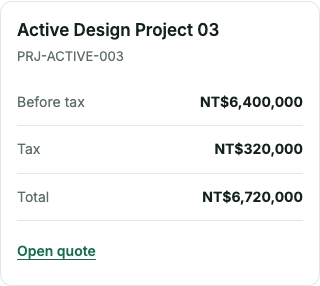 Active Design Project 03
PRJ-ACTIVE-003
Before tax NT$6,400,000
Tax NT$320,000
Total NT$6,720,000
Open quote